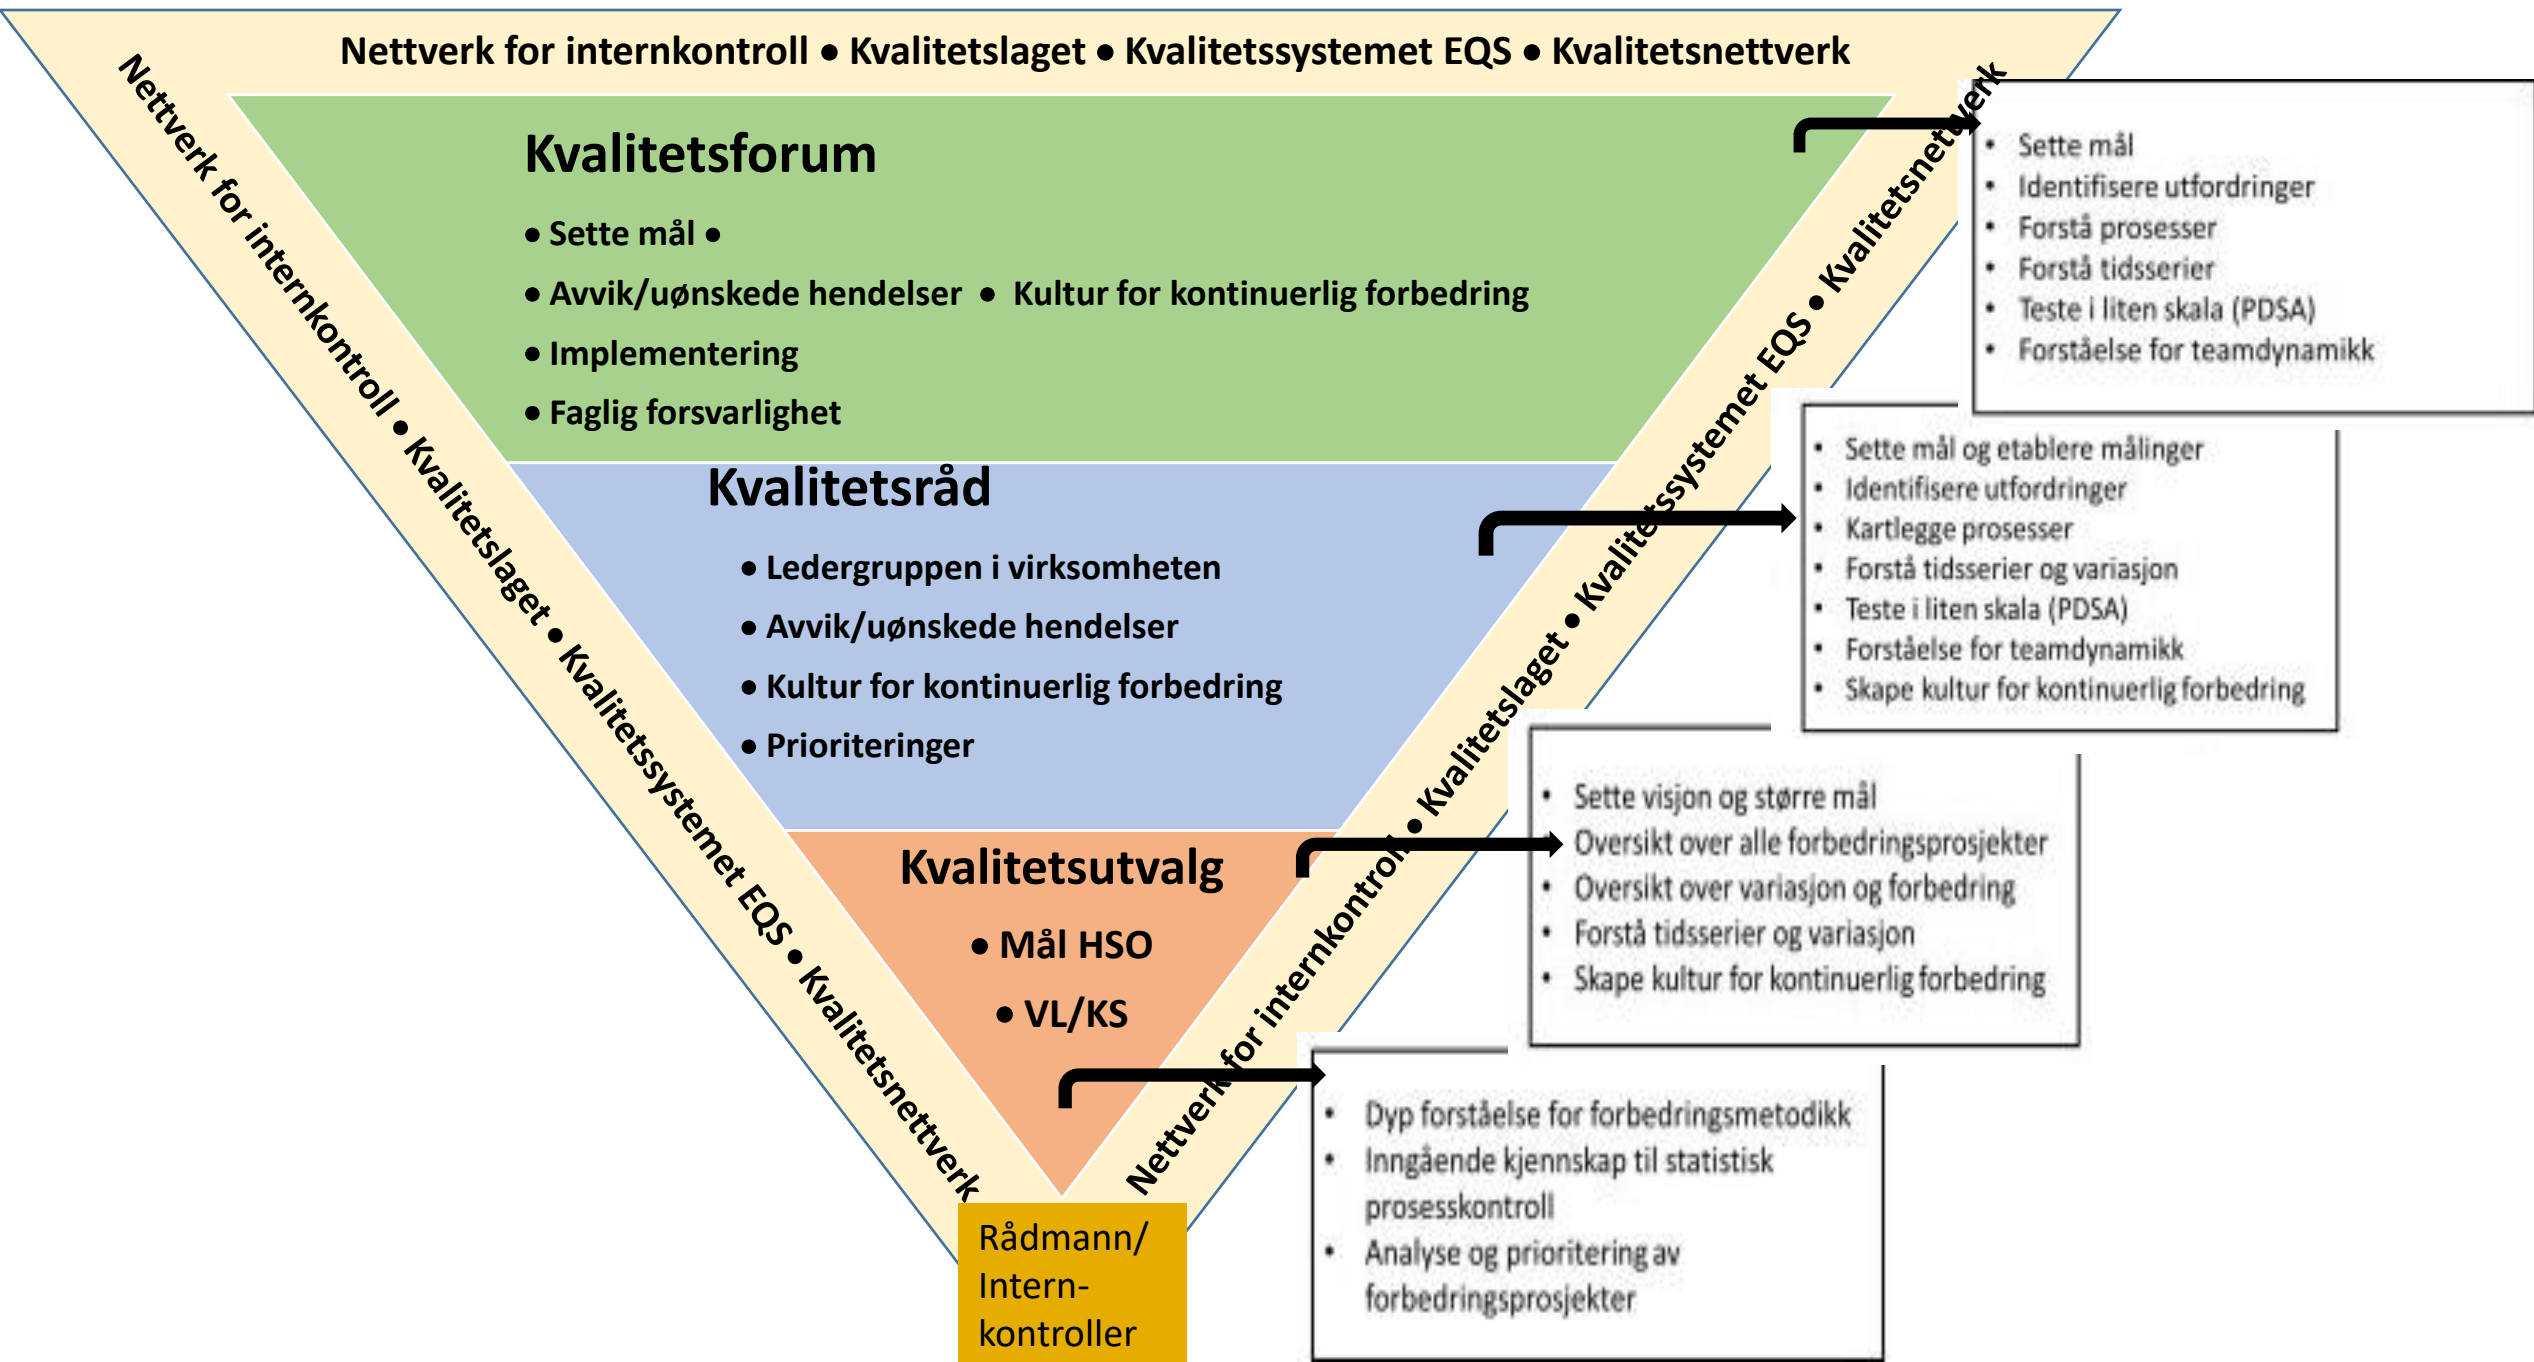 Nettverk for internkontroll ● Kvalitetslaget ● Kvalitetssystemet EQS ● Kvalitetsnettverk
Nettverk for internkontroll ● Kvalitetslaget ● Kvalitetssystemet EQS ● Kvalitetsnettverk
Nettverk for internkontroll ● Kvalitetslaget ● Kvalitetssystemet EQS ● Kvalitetsnettverk
Kvalitetsforum
● Sette mål ●
● Avvik/uønskede hendelser ● Kultur for kontinuerlig forbedring
● Implementering
● Faglig forsvarlighet
Kvalitetsråd
● Ledergruppen i virksomheten
● Avvik/uønskede hendelser
● Kultur for kontinuerlig forbedring
● Prioriteringer
Kvalitetsutvalg
● Mål HSO
● VL/KS
Rådmann/
Intern-
kontroller
• Sette mål
• Identifisere utfordringer
• Forstå prosesser
• Forstå tidsserier
• Teste i liten skala (PDSA)
• Forståelse for teamdynamikk
• Sette mål og etablere målinger
• Identifisere utfordringer
• Kartlegge prosesser
• Forstå tidsserier og variasjon
• Teste i liten skala (PDSA)
• Forståelse for teamdynamikk
• Skape kultur for kontinuerlig forbedring
• Sette visjon og større mål
• Oversikt over alle forbedringsprosjekter
• Oversikt over variasjon og forbedring
• Forstå tidsserier og variasjon
• Skape kultur for kontinuerlig forbedring
• Dyp forståelse for forbedringsmetodikk
• Inngående kjennskap til statistisk
prosesskontroll
• Analyse og prioritering av
forbedringsprosjekter